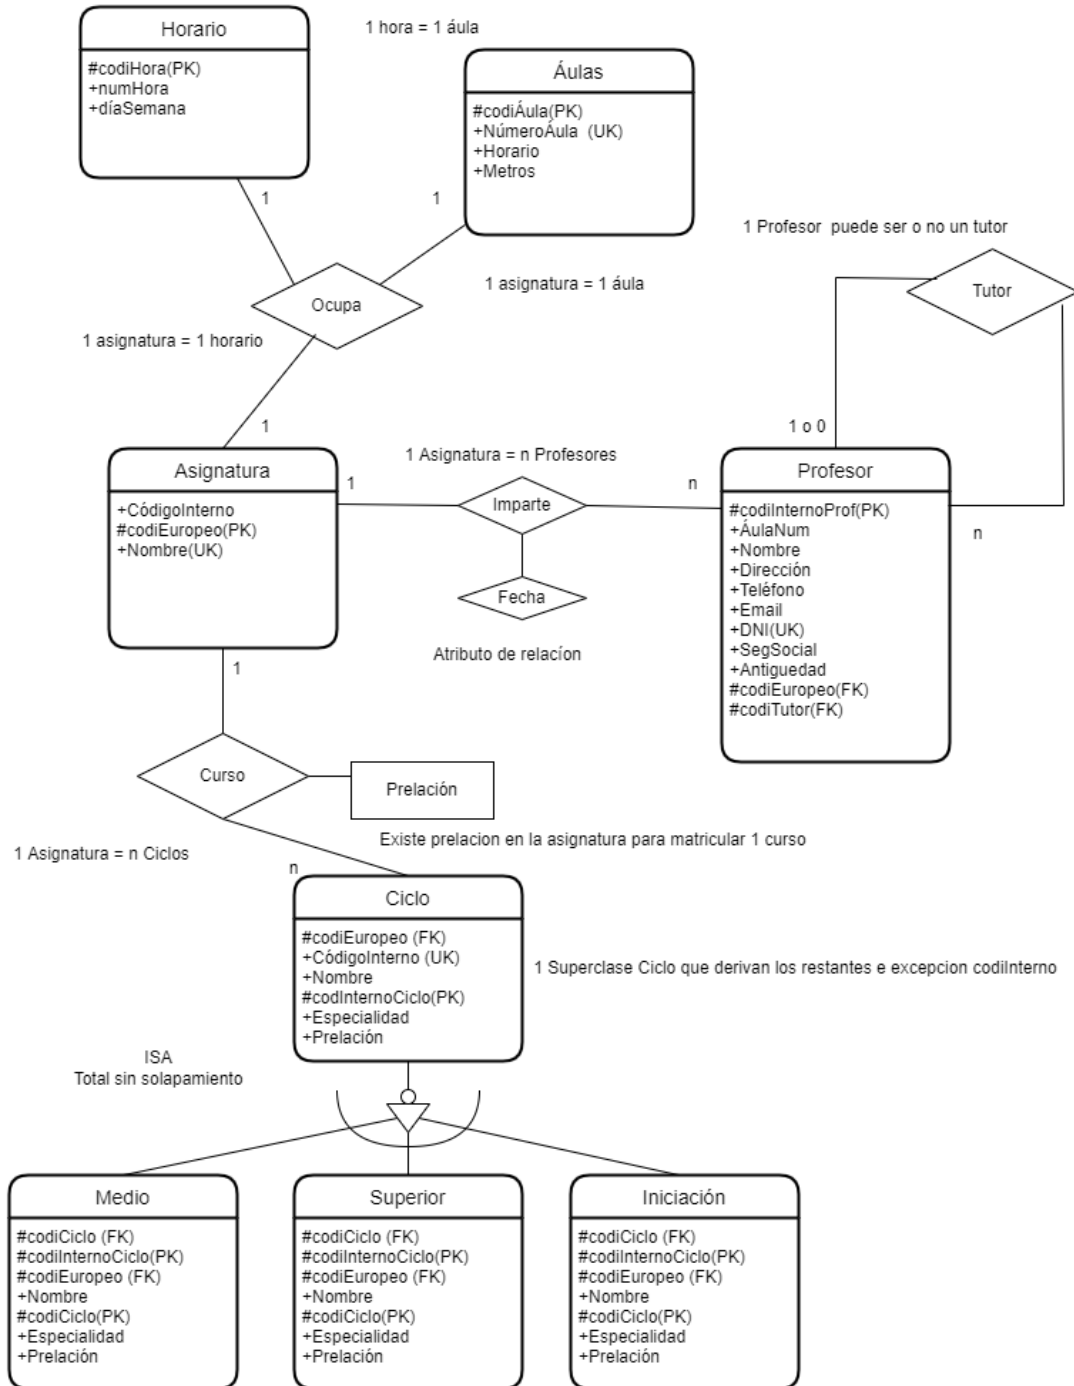 Horario
#codiHora(PK)
+numHora
+díaSemana
1 hora = 1 áula
Áulas
#codiÁula(PK)
+NúmeroÁula (UK)
+Horario
+Metros
1
1
1 Profesor puede ser o no un tutor
Tutor
Ocupa
1 asignatura = 1 áula
1 asignatura = 1 horario
1
1 o 0
Asignatura
+CódigoInterno
#codiEuropeo(PK)
+Nombre(UK)
1 Asignatura = n Profesores
1
Imparte
n
Fecha
Atributo de relacíon
Profesor
#codiInternoProf(PK)
+ÁulaNum
+Nombre
+Dirección
+Teléfono
+Email
+DNI(UK)
+SegSocial
+Antiguedad
#codiEuropeo(FK)
#codiTutor(FK)
n
1
Curso
Prelación
Existe prelacion en la asignatura para matricular 1 curso
1 Asignatura = n Ciclos
n
Ciclo
#codiEuropeo (FK)
+CódigoInterno (UK)
+Nombre
#codInternoCiclo(PK)
+Especialidad
+Prelación
1 Superclase Ciclo que derivan los restantes e excepcion codiInterno
ISA
Total sin solapamiento
Medio
#codiCiclo (FK)
#codiInternoCiclo(PK)
#codiEuropeo (FK)
+Nombre
#codiCiclo(PK)
+Especialidad
+Prelación
Superior
#codiCiclo (FK)
#codiInternoCiclo(PK)
#codiEuropeo (FK)
+Nombre
#codiCiclo(PK)
+Especialidad
+Prelación
Iniciación
#codiCiclo (FK)
#codiInternoCiclo(PK)
#codiEuropeo (FK)
+Nombre
#codiCiclo(PK)
+Especialidad
+Prelación